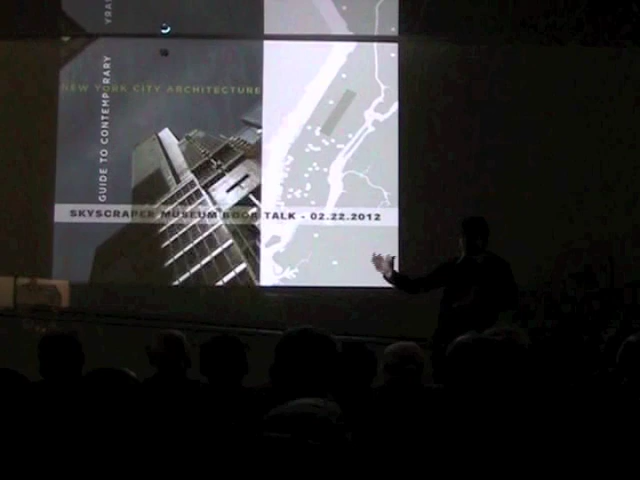 GUIDE TO CONTEMPORARY
NEW YORK CITY ARCHITECTURE
SKYSCRAPER MUSEUM BOOK TALK - 02.22.2012